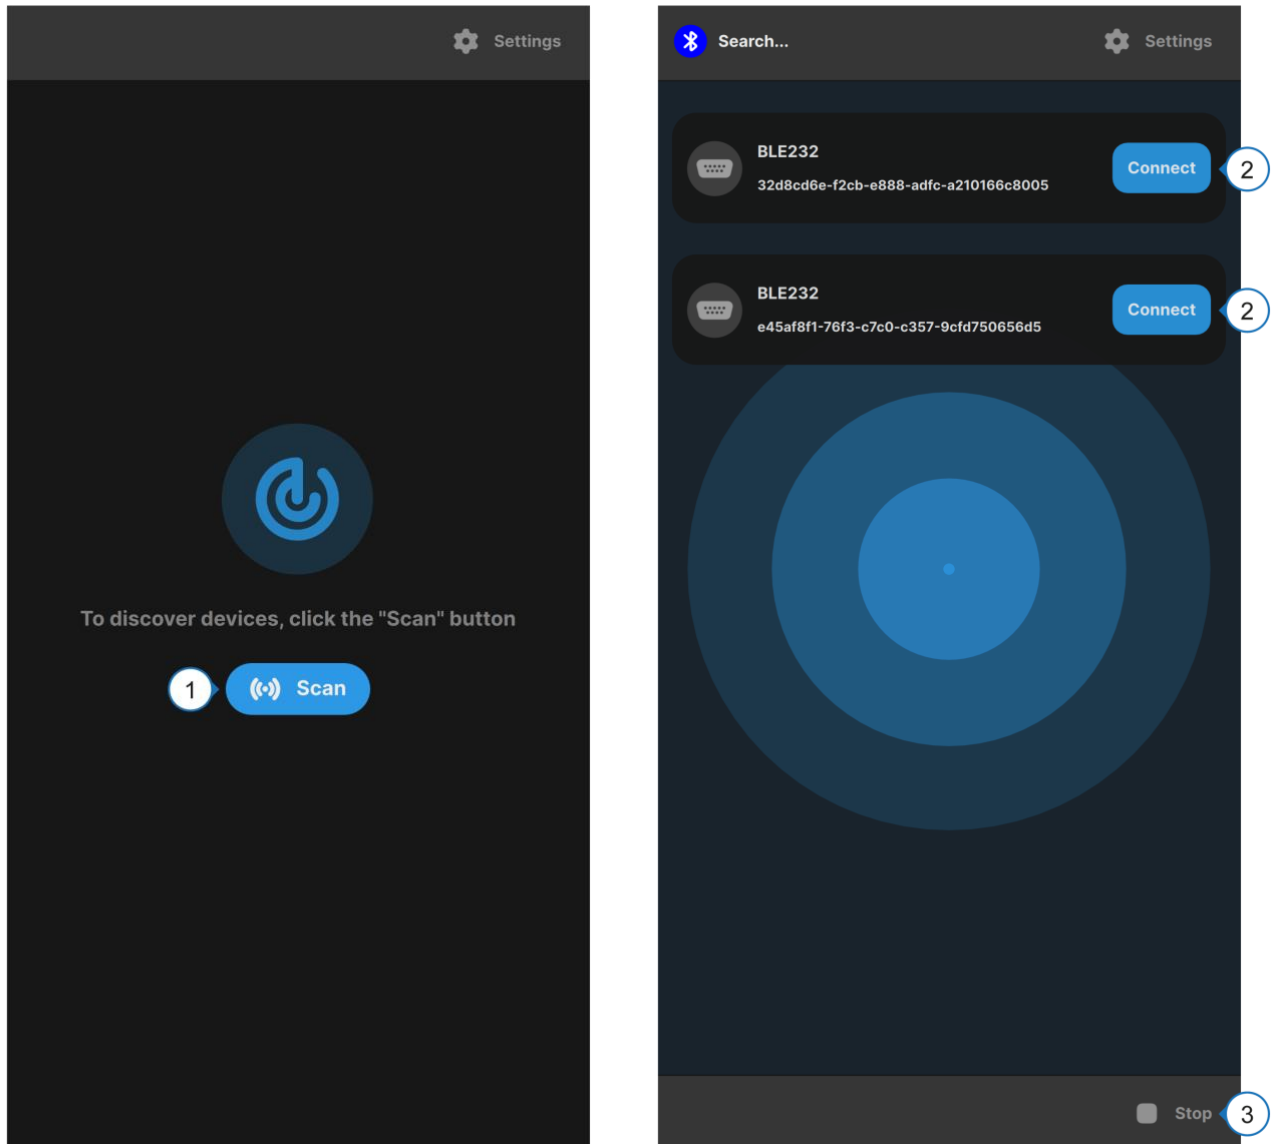 Settings
To discover devices, click the "Scan" button
1
Scan
Search...
Settings
BLE232
32d8cd6e-f2cb-e888-adfc-a210166c8005
Connect
2
BLE232
e45af8f1-76f3-c7c0-c357-9cfd750656d5
Connect
2
Stop
3